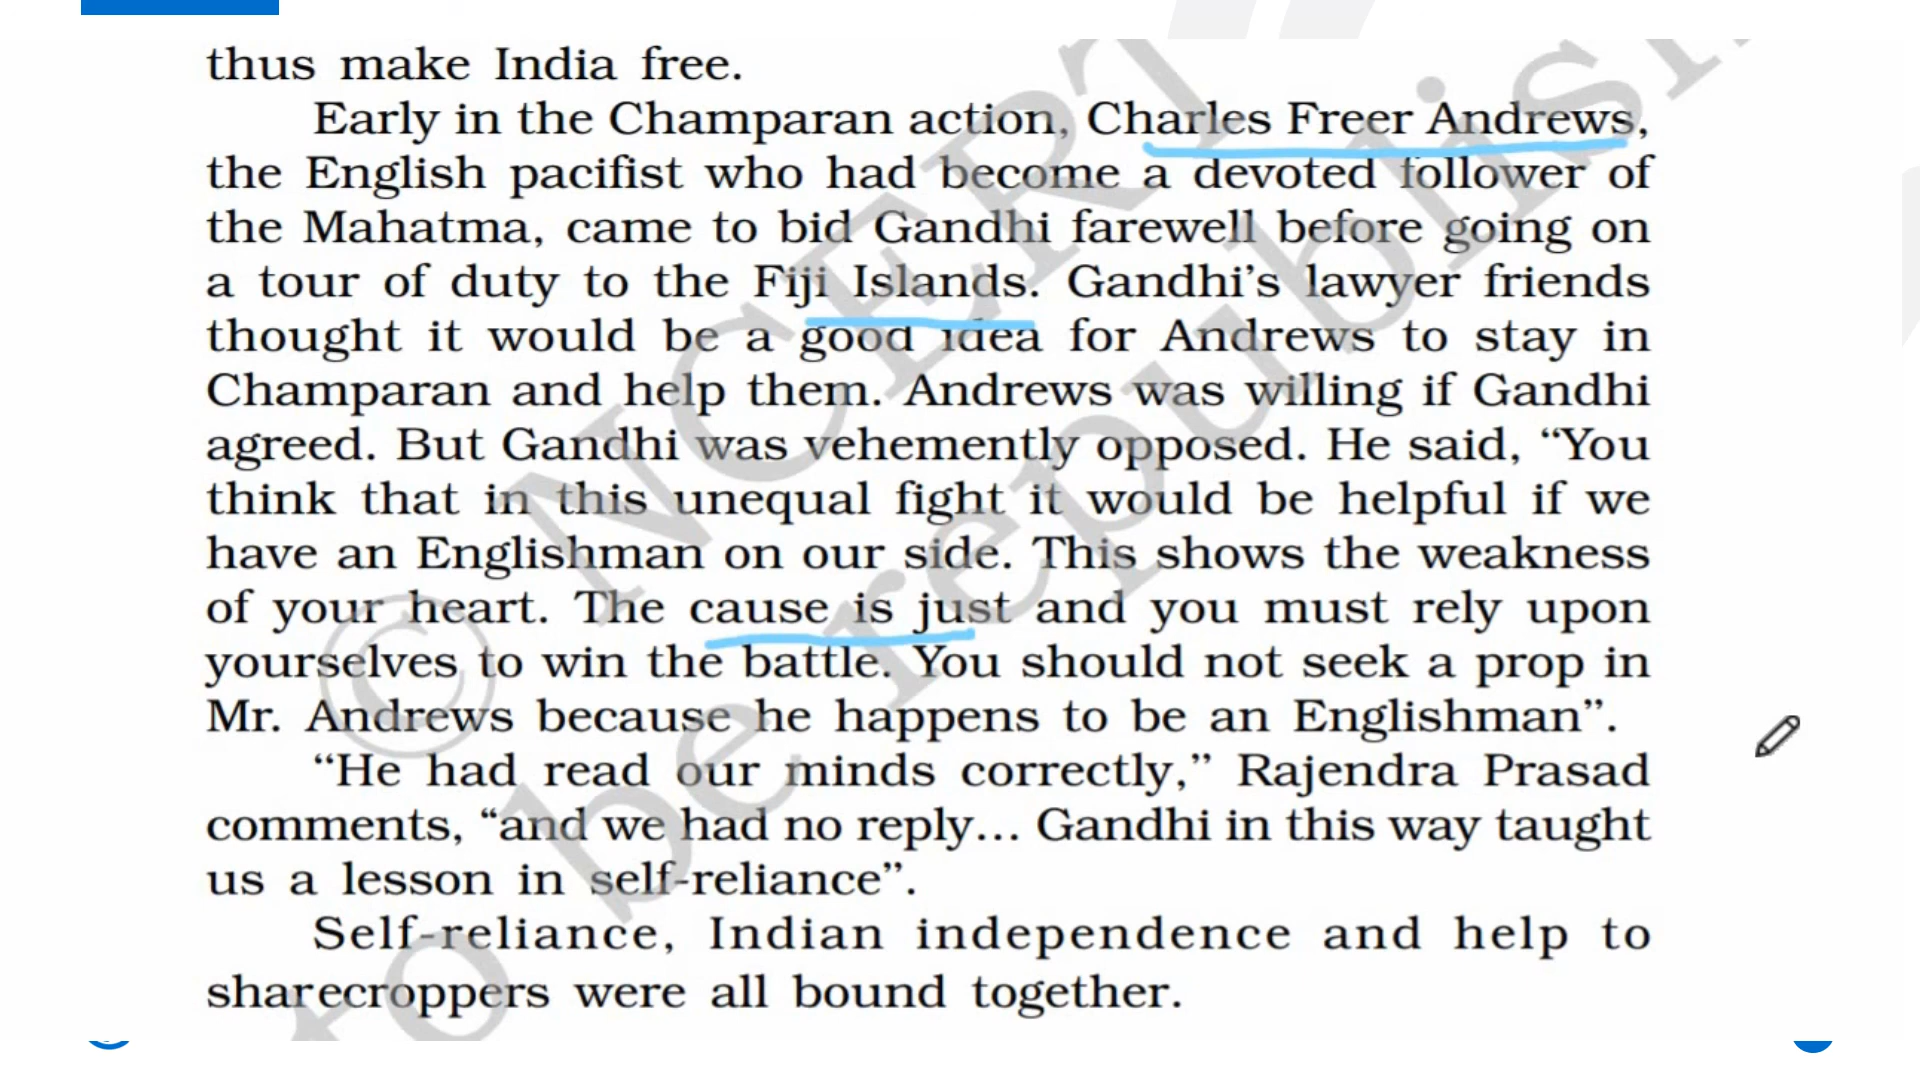 thus make India free.
Early in the Champaran action, Charles Freer Andrews,
the English pacifist who had become a devoted follower of
the Mahatma, came to bid Gandhi farewell before going on
a tour of duty to the Fiji Islands. Gandhi’s lawyer friends
thought it would be a good idea for Andrews to stay in
Champaran and help them. Andrews was willing if Gandhi
agreed. But Gandhi was vehemently opposed. He said, “You
think that in this unequal fight it would be helpful if we
have an Englishman on our side. This shows the weakness
of your heart. The cause is just and you must rely upon
yourselves to win the battle. You should not seek a prop in
Mr. Andrews because he happens to be an Englishman”.
“He had read our minds correctly,” Rajendra Prasad
comments, “and we had no reply... Gandhi in this way taught
us a lesson in self-reliance”.
Self-reliance, Indian independence and help to
sharecroppers were all bound together.
© NCERT
to be republish